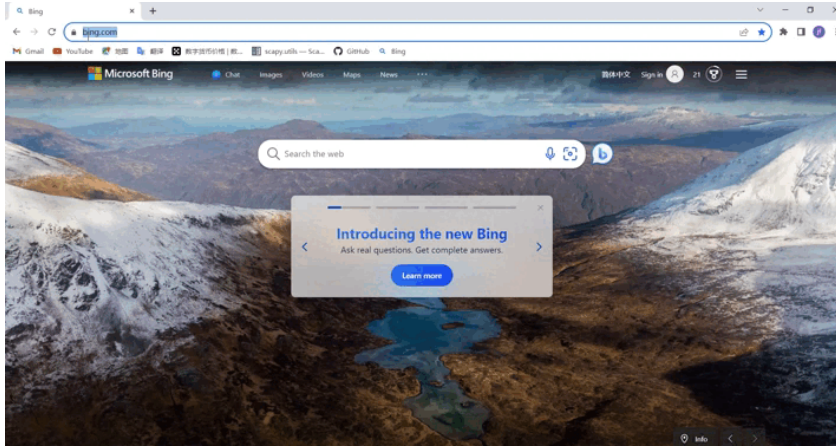 Bing
bing.com
Gmail YouTube 地图 翻译 数字货币价格 | 数... scapy.utils — Sca... GitHub Bing
Microsoft Bing Chat Images Videos Maps News ... 简体中文 Sign in 21
Search the web
Introducing the new Bing
Ask real questions. Get complete answers.
Learn more
Info